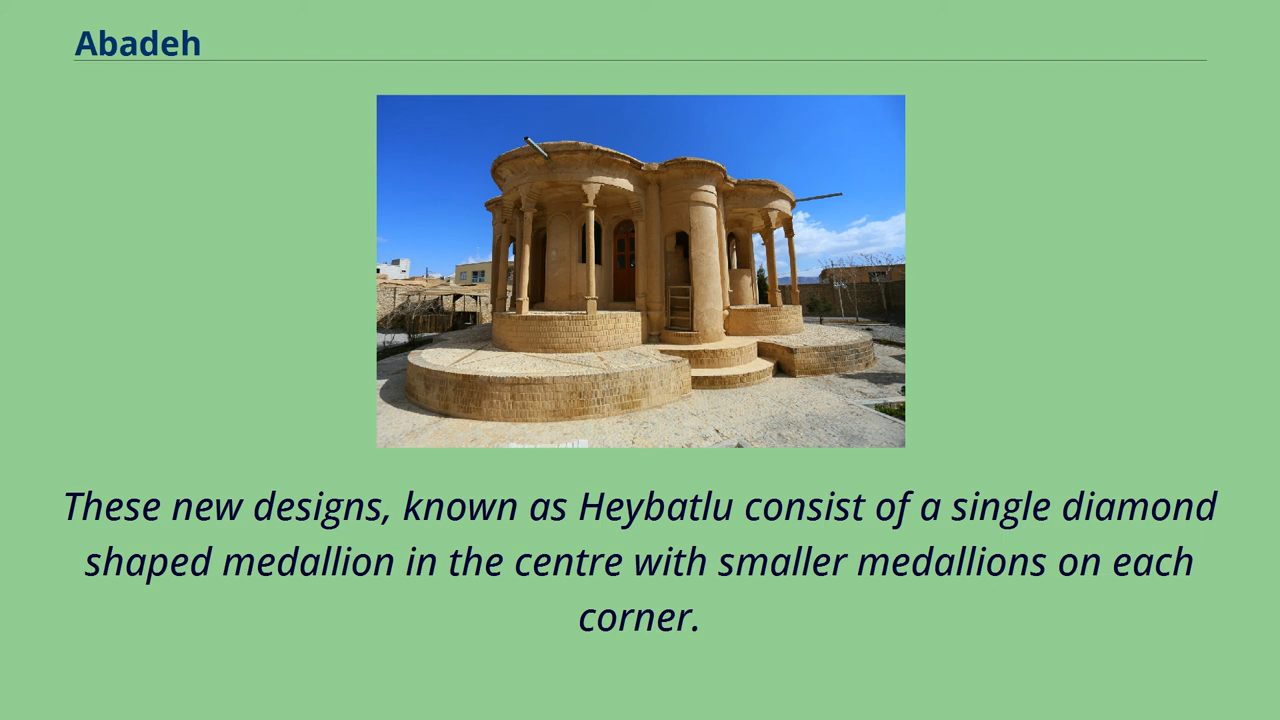 Abadeh
These new designs, known as Heybatlu consist of a single diamond
shaped medallion in the centre with smaller medallions on each
corner.